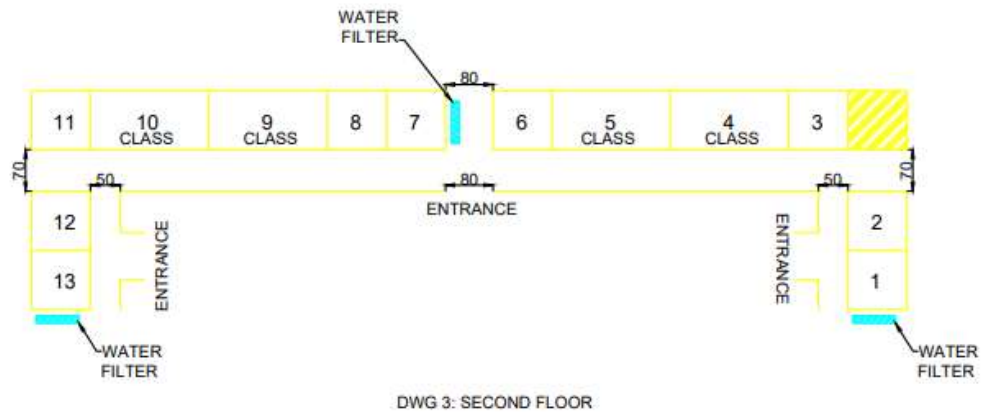 WATER
FILTER
80
11
10
CLASS
9
CLASS
8
7
6
5
CLASS
4
CLASS
3
70
50
80
50
70
ENTRANCE
12
ENTRANCE
ENTRANCE
2
13
1
WATER
FILTER
WATER
FILTER
DWG 3: SECOND FLOOR